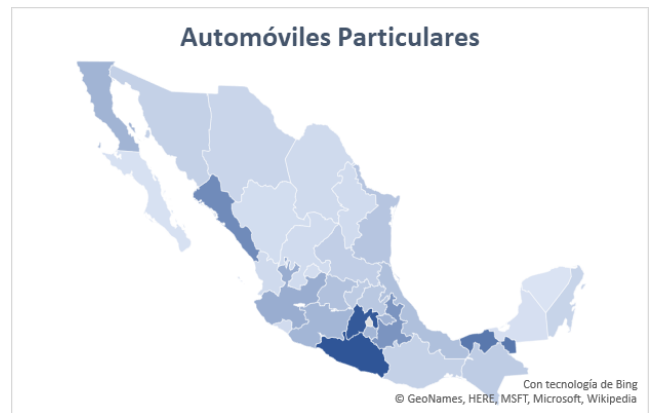 Automóviles Particulares
Con tecnología de Bing
© GeoNames, HERE, MSFT, Microsoft, Wikipedia